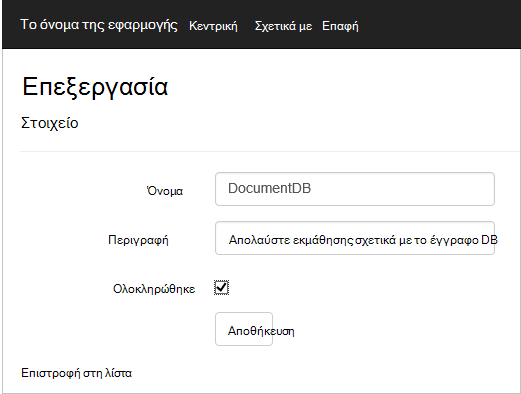 Το όνομα της εφαρμογής Κεντρική Σχετικά με Επαφή
Επεξεργασία
Στοιχείο
Όνομα DocumentDB
Περιγραφή Απολαύστε εκμάθησης σχετικά με το έγγραφο DB
Ολοκληρώθηκε
Αποθήκευση
Επιστροφή στη λίστα